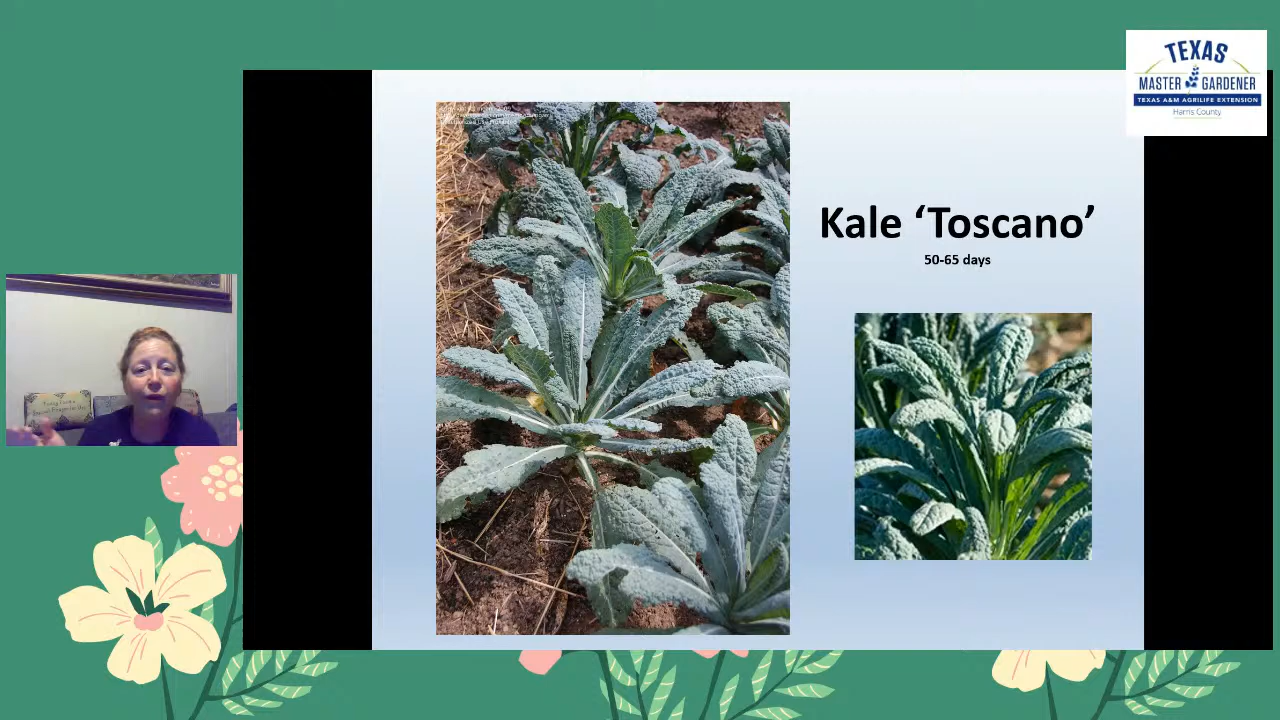 TEXAS
MASTER GARDENER
TEXAS A&M AGRILIFE EXTENSION
Harris County
Kale ‘Toscano’
50-65 days